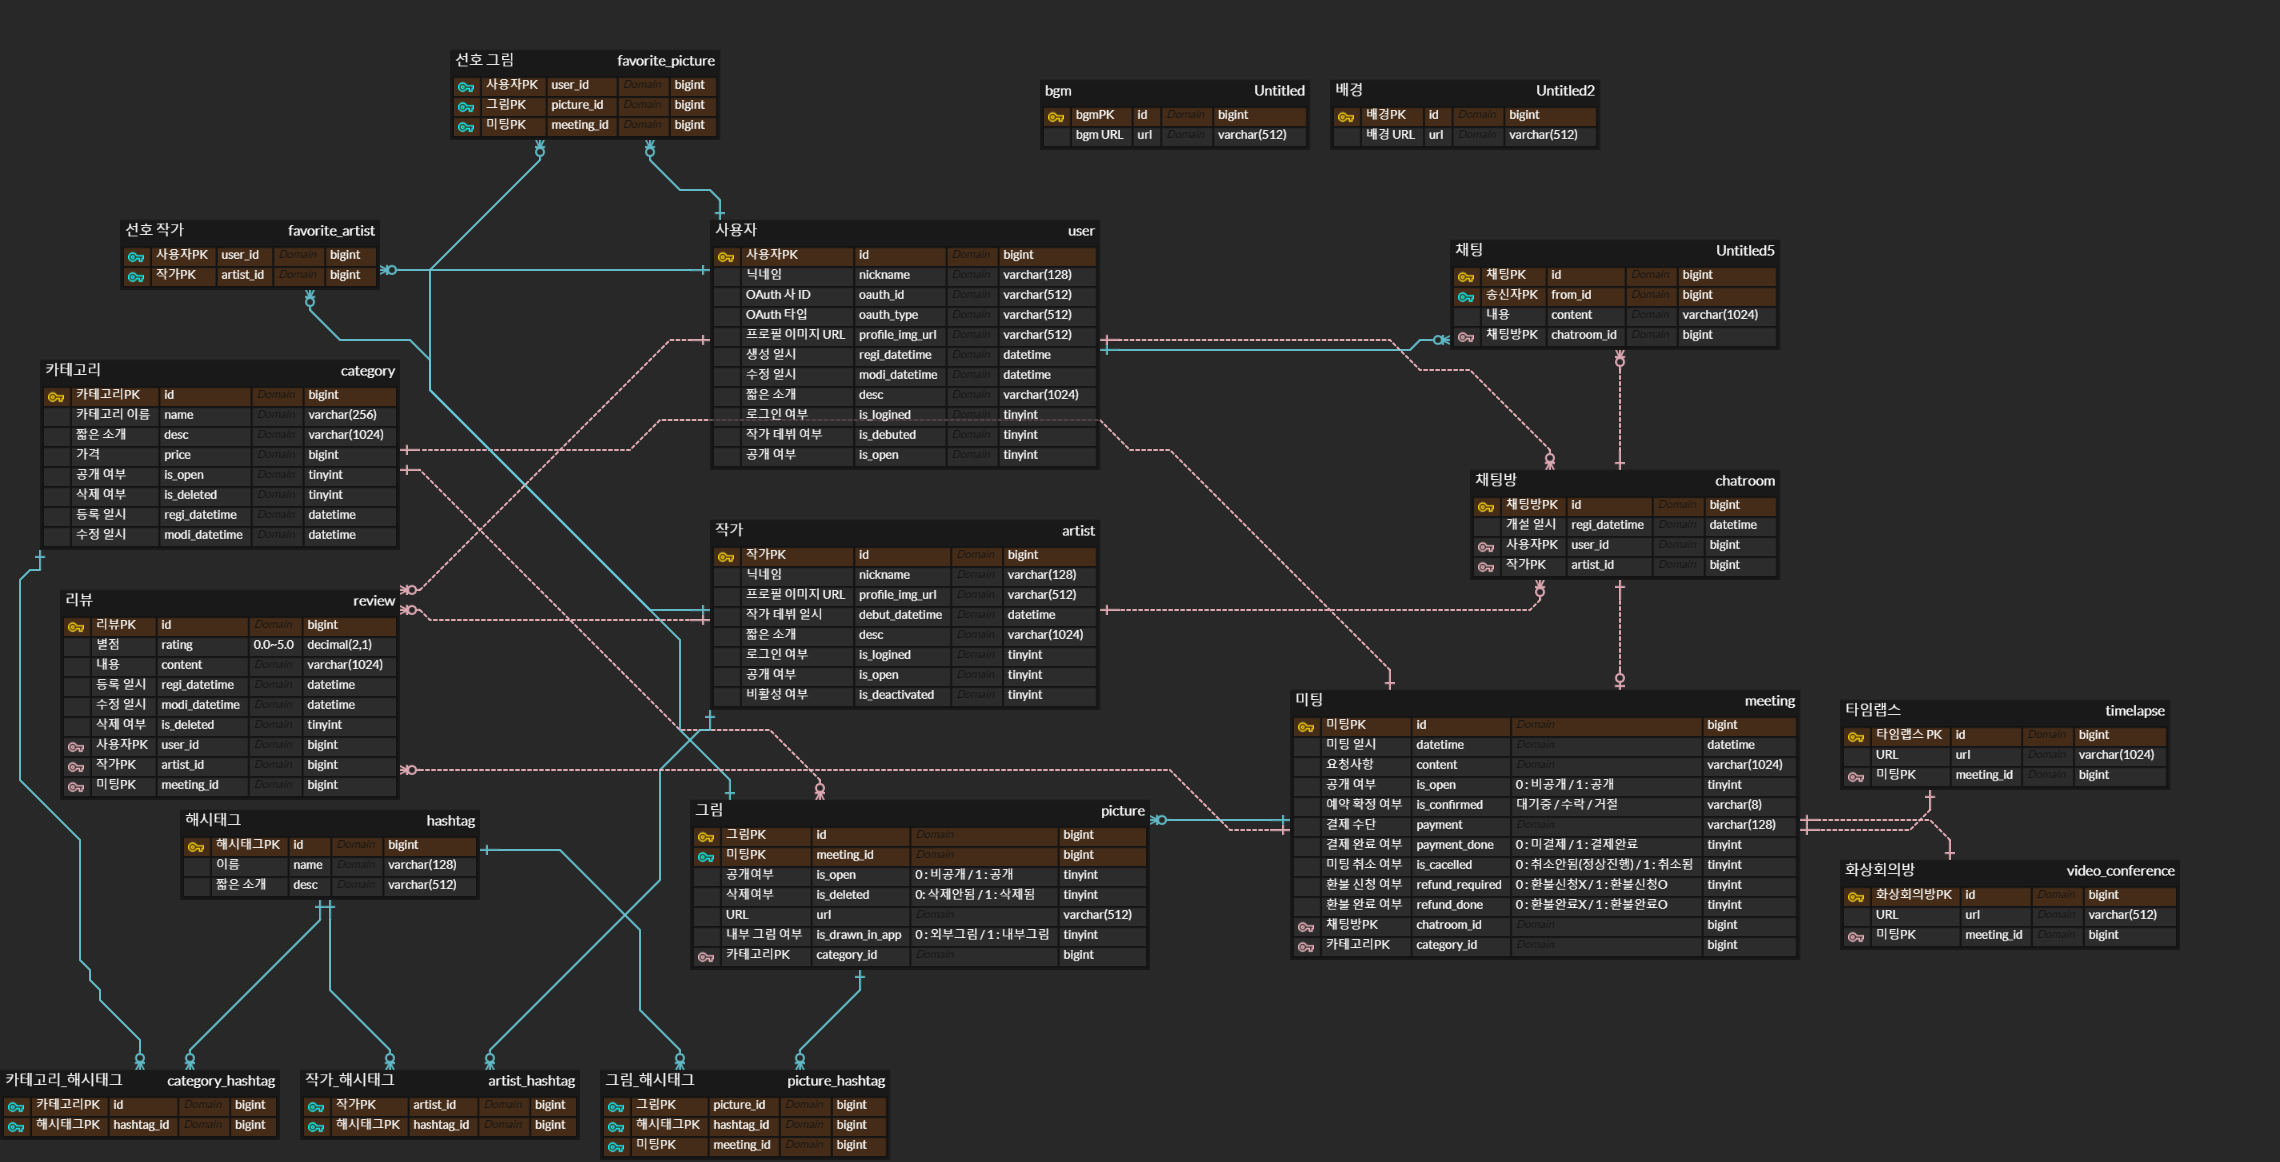 선호 그림 favorite_picture
사용자PK user_id Domain bigint
그림PK picture_id Domain bigint
미팅PK meeting_id Domain bigint
bgm Untitled
bgmPK id Domain bigint
bgm URL url Domain varchar(512)
배경 Untitled2
배경PK id Domain bigint
배경 URL url Domain varchar(512)
선호 작가 favorite_artist
사용자PK user_id Domain bigint
작가PK artist_id Domain bigint
사용자 user
사용자PK id Domain bigint
닉네임 nickname Domain varchar(128)
OAuth 사 ID oauth_id Domain varchar(512)
OAuth 타입 oauth_type Domain varchar(512)
프로필 이미지 URL profile_img_url Domain varchar(512)
생성 일시 regi_datetime Domain datetime
수정 일시 modi_datetime Domain datetime
짧은 소개 desc Domain varchar(1024)
로그인 여부 is_logined Domain tinyint
작가 데뷔 여부 is_debuted Domain tinyint
공개 여부 is_open Domain tinyint
채팅 Untitled5
채팅PK id Domain bigint
송신자PK from_id Domain bigint
내용 content Domain varchar(1024)
채팅방PK chatroom_id Domain bigint
카테고리 category
카테고리PK id Domain bigint
카테고리 이름 name Domain varchar(256)
짧은 소개 desc Domain varchar(1024)
가격 price Domain bigint
공개 여부 is_open Domain tinyint
삭제 여부 is_deleted Domain tinyint
등록 일시 regi_datetime Domain datetime
수정 일시 modi_datetime Domain datetime
채팅방 chatroom
채팅방PK id Domain bigint
개설 일시 regi_datetime Domain datetime
사용자PK user_id Domain bigint
작가PK artist_id Domain bigint
작가 artist
작가PK id Domain bigint
닉네임 nickname Domain varchar(128)
프로필 이미지 URL profile_img_url Domain varchar(512)
작가 데뷔 일시 debut_datetime Domain datetime
짧은 소개 desc Domain varchar(1024)
로그인 여부 is_logined Domain tinyint
공개 여부 is_open Domain tinyint
비활성 여부 is_deactivated Domain tinyint
리뷰 review
리뷰PK id Domain bigint
별점 rating 0.0~5.0 decimal(2,1)
내용 content Domain varchar(1024)
등록 일시 regi_datetime Domain datetime
수정 일시 modi_datetime Domain datetime
삭제 여부 is_deleted Domain tinyint
사용자PK user_id Domain bigint
작가PK artist_id Domain bigint
미팅PK meeting_id Domain bigint
미팅 meeting
미팅PK id Domain bigint
미팅 일시 datetime Domain datetime
요청사항 content Domain varchar(1024)
공개 여부 is_open 0 : 비공개 / 1 : 공개 tinyint
예약 확정 여부 is_confirmed 대기중 / 수락 / 거절 varchar(8)
결제 수단 payment Domain varchar(128)
결제 완료 여부 payment_done 0 : 미결제 / 1 : 결제완료 tinyint
미팅 취소 여부 is_cacelled 0 : 취소안됨(정상진행) / 1 : 취소됨 tinyint
환불 신청 여부 refund_required 0 : 환불신청X / 1 : 환불신청O tinyint
환불 완료 여부 refund_done 0 : 환불완료X / 1 : 환불완료O tinyint
채팅방PK chatroom_id Domain bigint
카테고리PK category_id Domain bigint
타임랩스 timelapse
타임랩스 PK id Domain bigint
URL url Domain varchar(1024)
미팅PK meeting_id Domain bigint
해시태그 hashtag
해시태그PK id Domain bigint
이름 name Domain varchar(128)
짧은 소개 desc Domain varchar(512)
그림 picture
그림PK id Domain bigint
미팅PK meeting_id Domain bigint
공개여부 is_open 0 : 비공개 / 1 : 공개 tinyint
삭제여부 is_deleted 0: 삭제안됨 / 1 : 삭제됨 tinyint
URL url Domain varchar(512)
내부 그림 여부 is_drawn_in_app 0 : 외부그림 / 1 : 내부그림 tinyint
카테고리PK category_id Domain bigint
화상회의방 video_conference
화상회의방PK id Domain bigint
URL url Domain varchar(512)
미팅PK meeting_id Domain bigint
카테고리_해시태그 category_hashtag
카테고리PK id Domain bigint
해시태그PK hashtag_id Domain bigint
작가_해시태그 artist_hashtag
작가PK artist_id Domain bigint
해시태그PK hashtag_id Domain bigint
그림_해시태그 picture_hashtag
그림PK picture_id Domain bigint
해시태그PK hashtag_id Domain bigint
미팅PK meeting_id Domain bigint